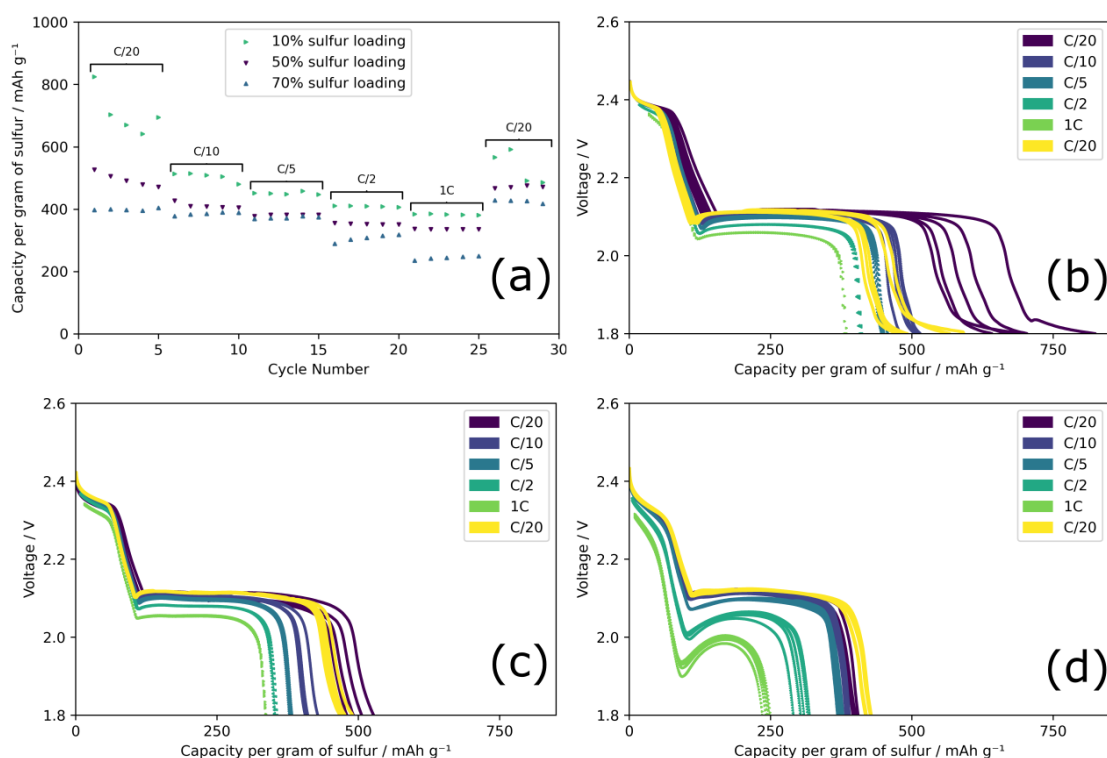 1000
800
600
400
200
0
Capacity per gram of sulfur / mAh g⁻¹
C/20
C/10
C/5
C/2
1C
C/20
10% sulfur loading
50% sulfur loading
70% sulfur loading
(a)
0 5 10 15 20 25 30
Cycle Number
2.6
2.4
2.2
2.0
1.8
Voltage / V
C/20
C/10
C/5
C/2
1C
C/20
(b)
0 250 500 750
Capacity per gram of sulfur / mAh g⁻¹
2.6
2.4
2.2
2.0
1.8
Voltage / V
C/20
C/10
C/5
C/2
1C
C/20
(c)
0 250 500 750
Capacity per gram of sulfur / mAh g⁻¹
2.6
2.4
2.2
2.0
1.8
Voltage / V
C/20
C/10
C/5
C/2
1C
C/20
(d)
0 250 500 750
Capacity per gram of sulfur / mAh g⁻¹